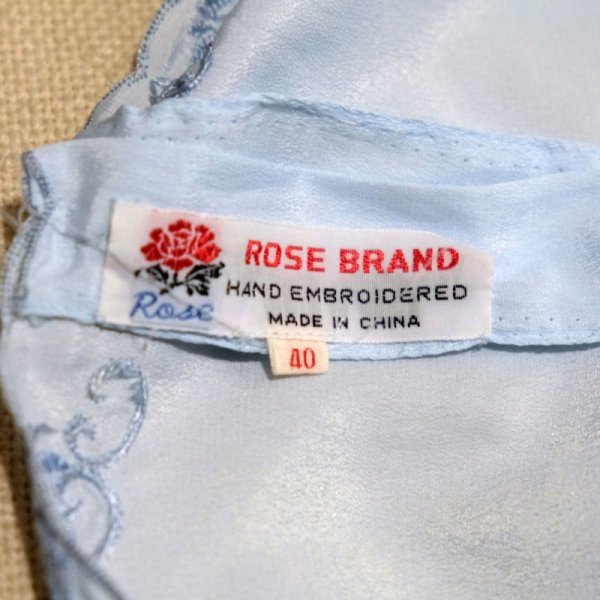 ROSE BRAND
HAND EMBROIDERED
MADE IN CHINA
Rose
40